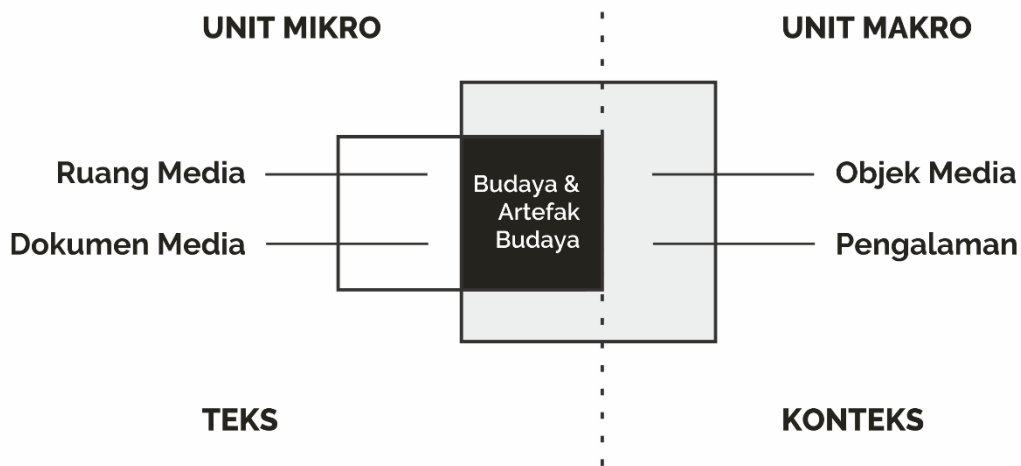 UNIT MIKRO
UNIT MAKRO
Ruang Media
Dokumen Media
Budaya &
Artefak
Budaya
Objek Media
Pengalaman
TEKS
KONTEKS